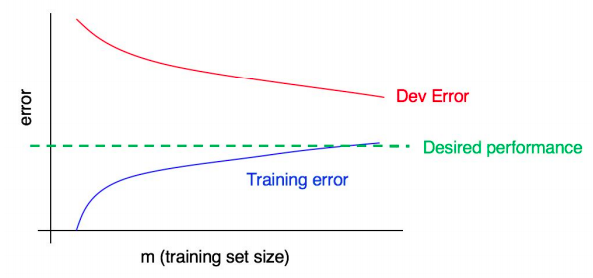 error
Dev Error
Desired performance
Training error
m (training set size)